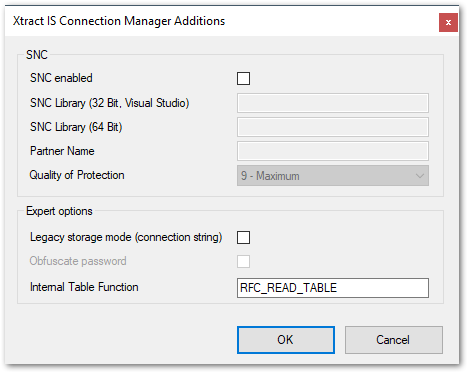 Xtract IS Connection Manager Additions
x
SNC
SNC enabled
SNC Library (32 Bit, Visual Studio)
SNC Library (64 Bit)
Partner Name
Quality of Protection 9 - Maximum
Expert options
Legacy storage mode (connection string)
Obfuscate password
Internal Table Function RFC_READ_TABLE
OK Cancel